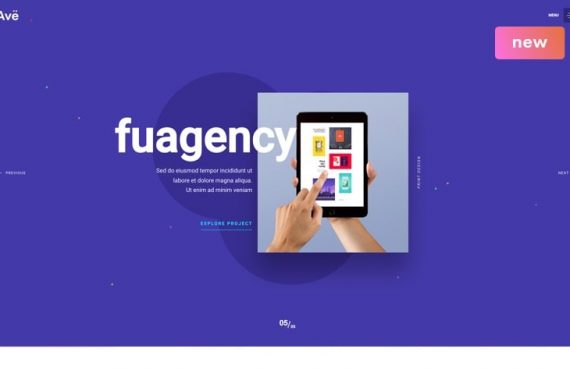 Avë
MENU
new
fuagency
Sed do eiusmod tempor incididunt ut
labore et dolore magna aliqua.
Ut enim ad minim veniam
EXPLORE PROJECT
PRINT DESIGN
PREVIOUS
NEXT
05/